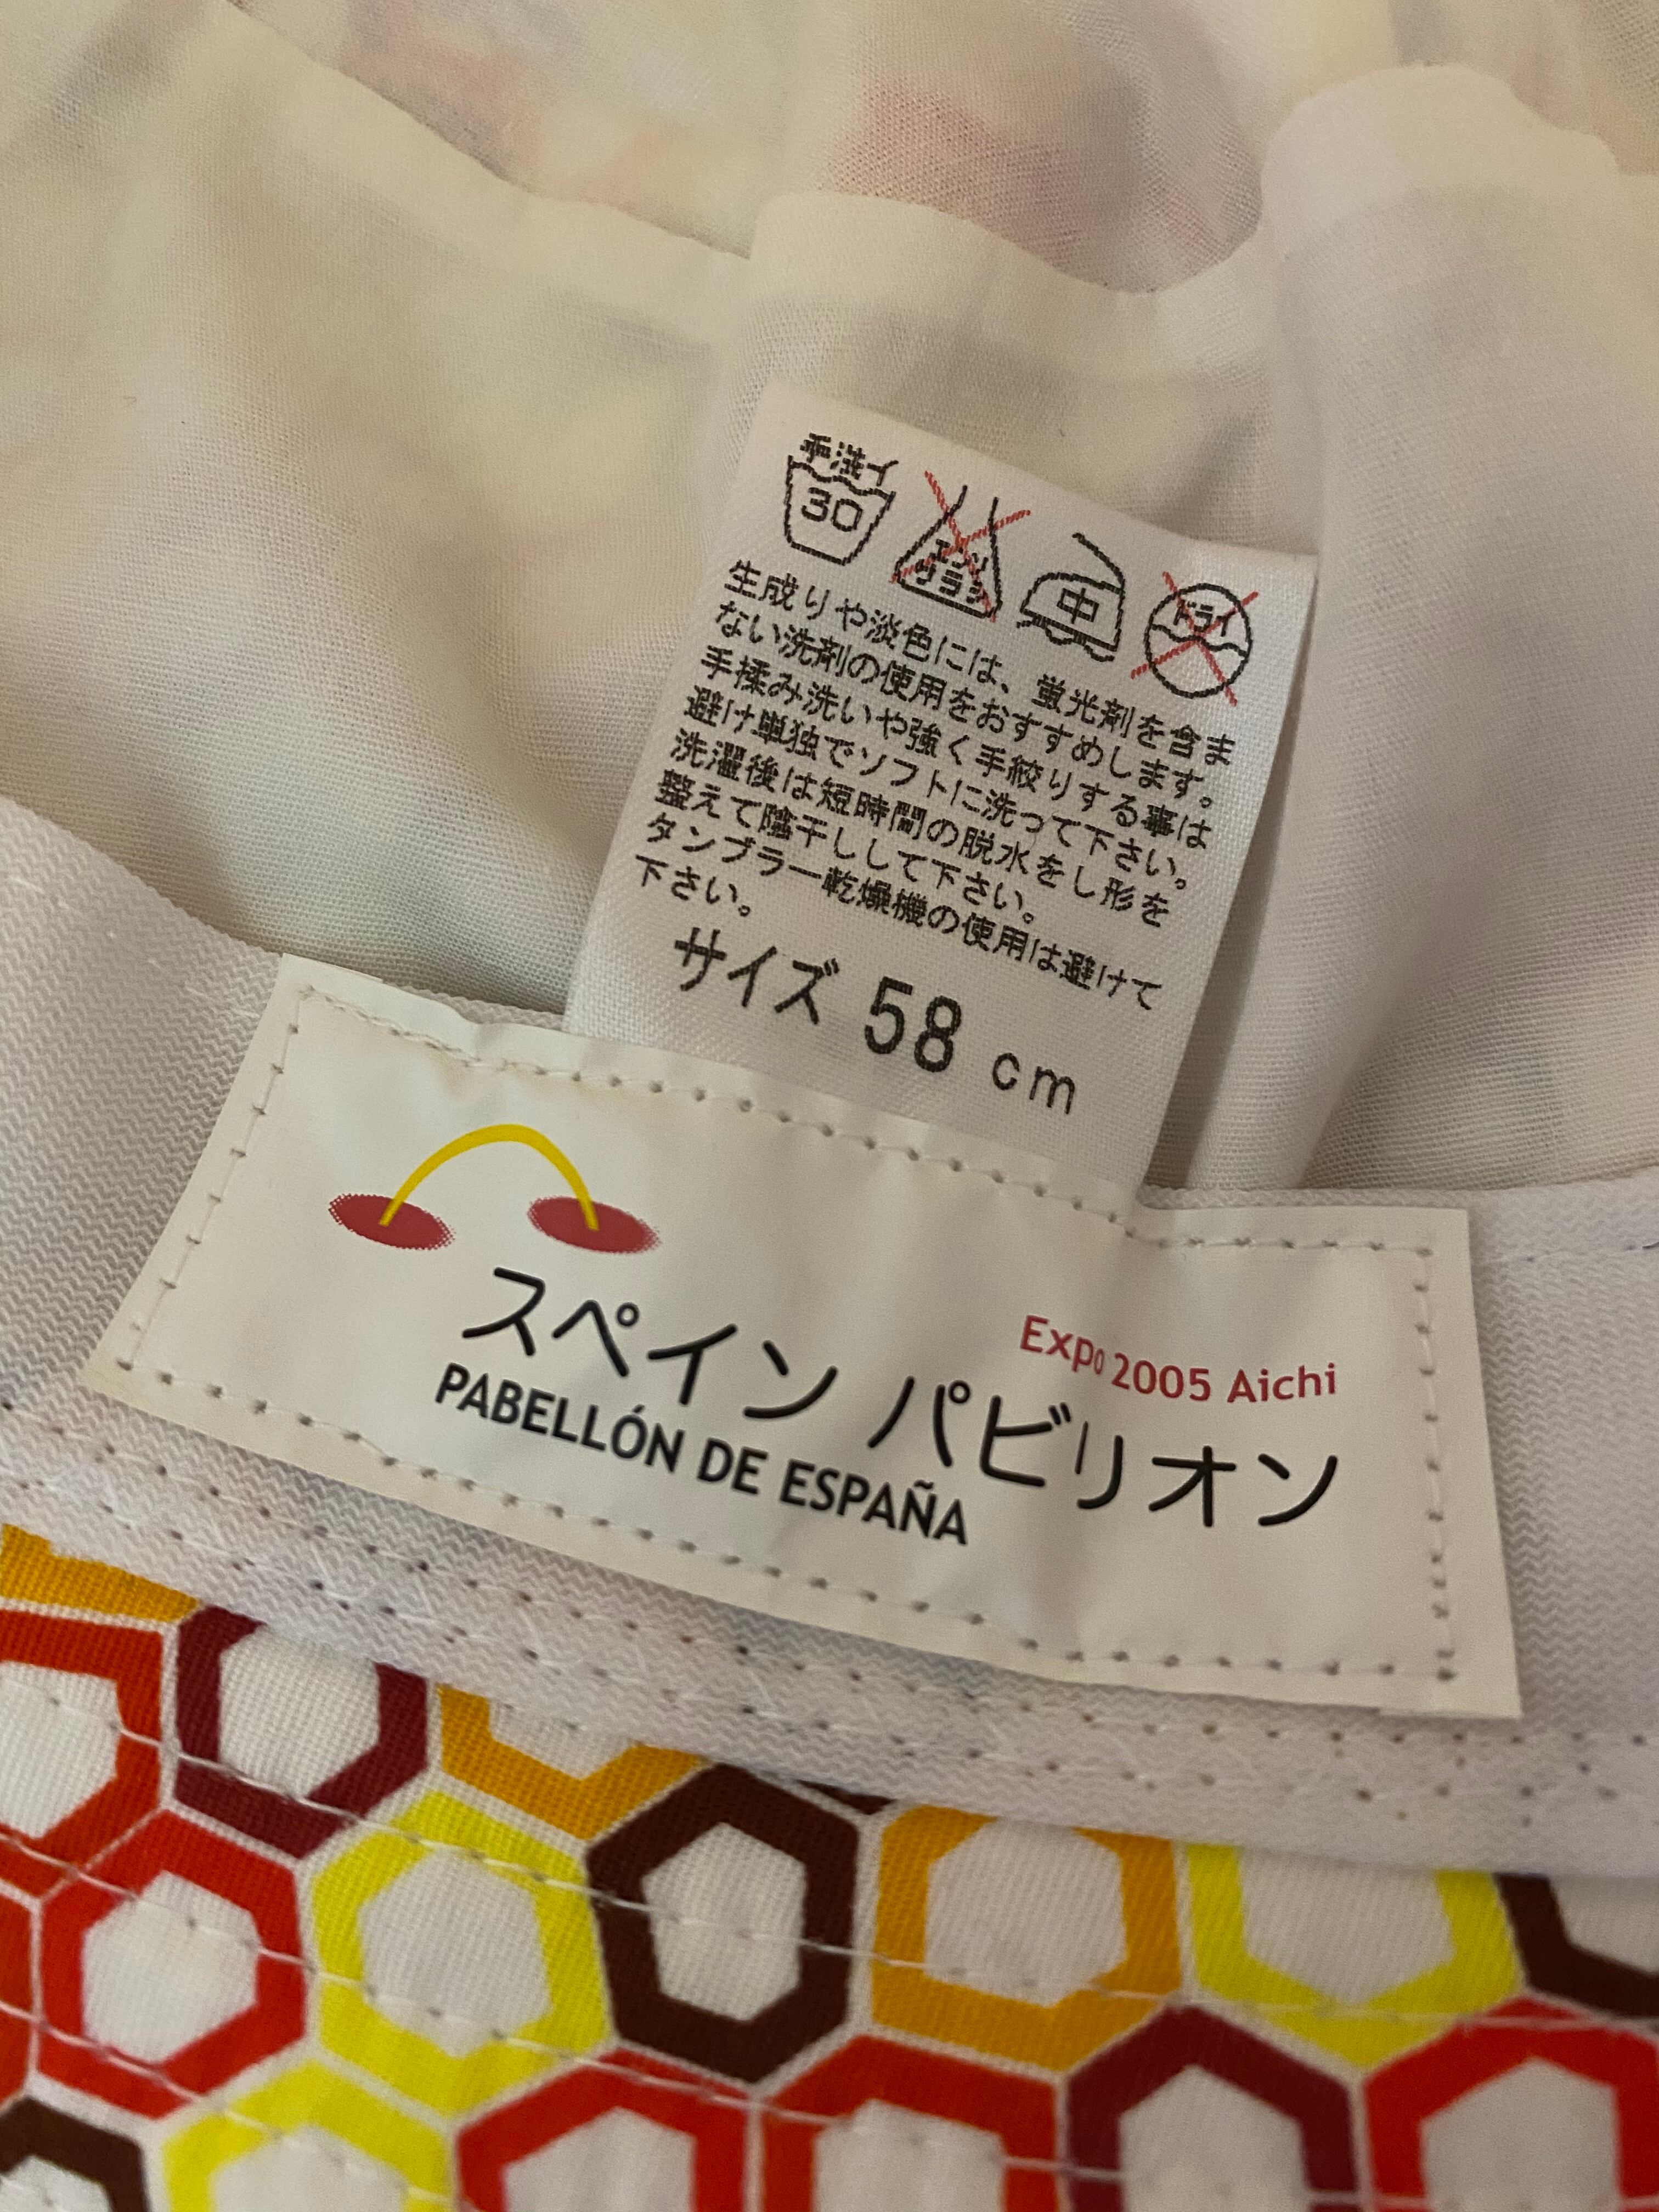 手洗イ
30
エンソ
サラシ
中
ドライ
生成りや淡色には、蛍光剤を含ま
ない洗剤の使用をおすすめします。
手揉み洗いや強く手絞りする事は
避け単独でソフトに洗って下さい。
洗濯後は短時間の脱水をし形を
整えて陰干しして下さい。
タンブラー乾燥機の使用は避けて
下さい。
サイズ 58 cm
Expo 2005 Aichi
スペイン パビリオン
PABELLÓN DE ESPAÑA